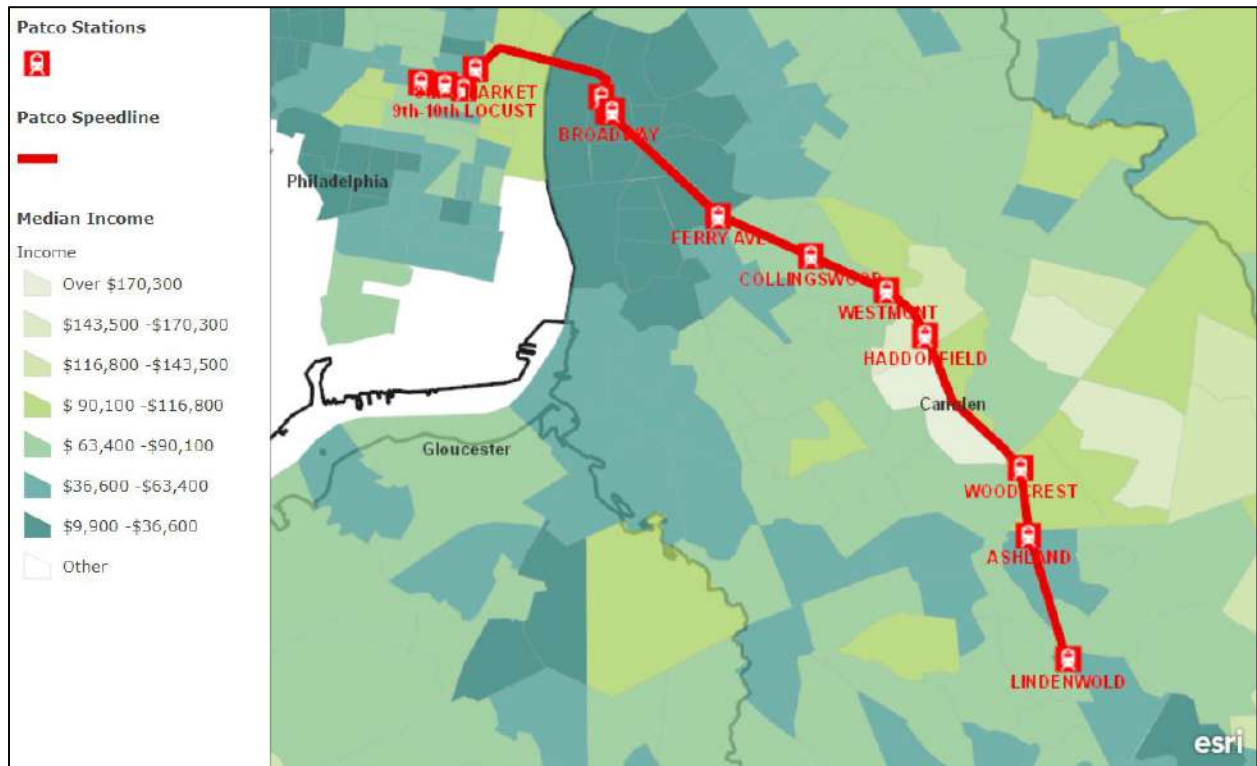 Patco Stations
Patco Speedline
Median Income
Income
Over $170,300
$143,500 -$170,300
$116,800 -$143,500
$ 90,100 -$116,800
$ 63,400 -$90,100
$36,600 -$63,400
$9,900 -$36,600
Other
MARKET
9th-10th LOCUST
BROADWAY
Philadelphia
FERRY AVE
COLLINGSWOOD
WESTMONT
HADDONFIELD
Camden
Gloucester
WOODCREST
ASHLAND
LINDENWOLD
esri